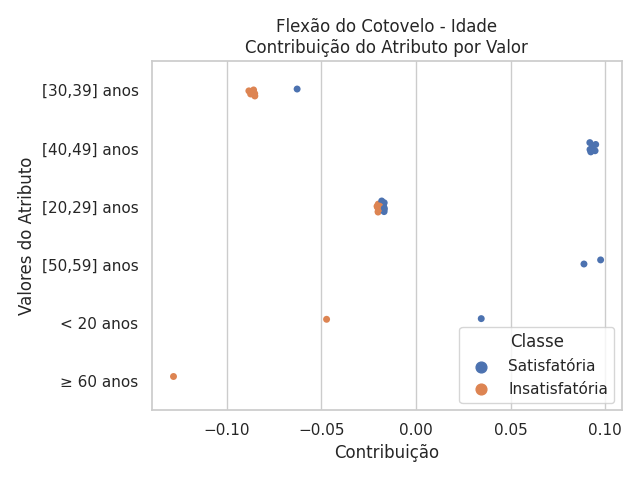 Flexão do Cotovelo - Idade
Contribuição do Atributo por Valor
Valores do Atributo
[30,39] anos
[40,49] anos
[20,29] anos
[50,59] anos
< 20 anos
≥ 60 anos
Classe
Satisfatória
Insatisfatória
−0.10 −0.05 0.00 0.05 0.10
Contribuição